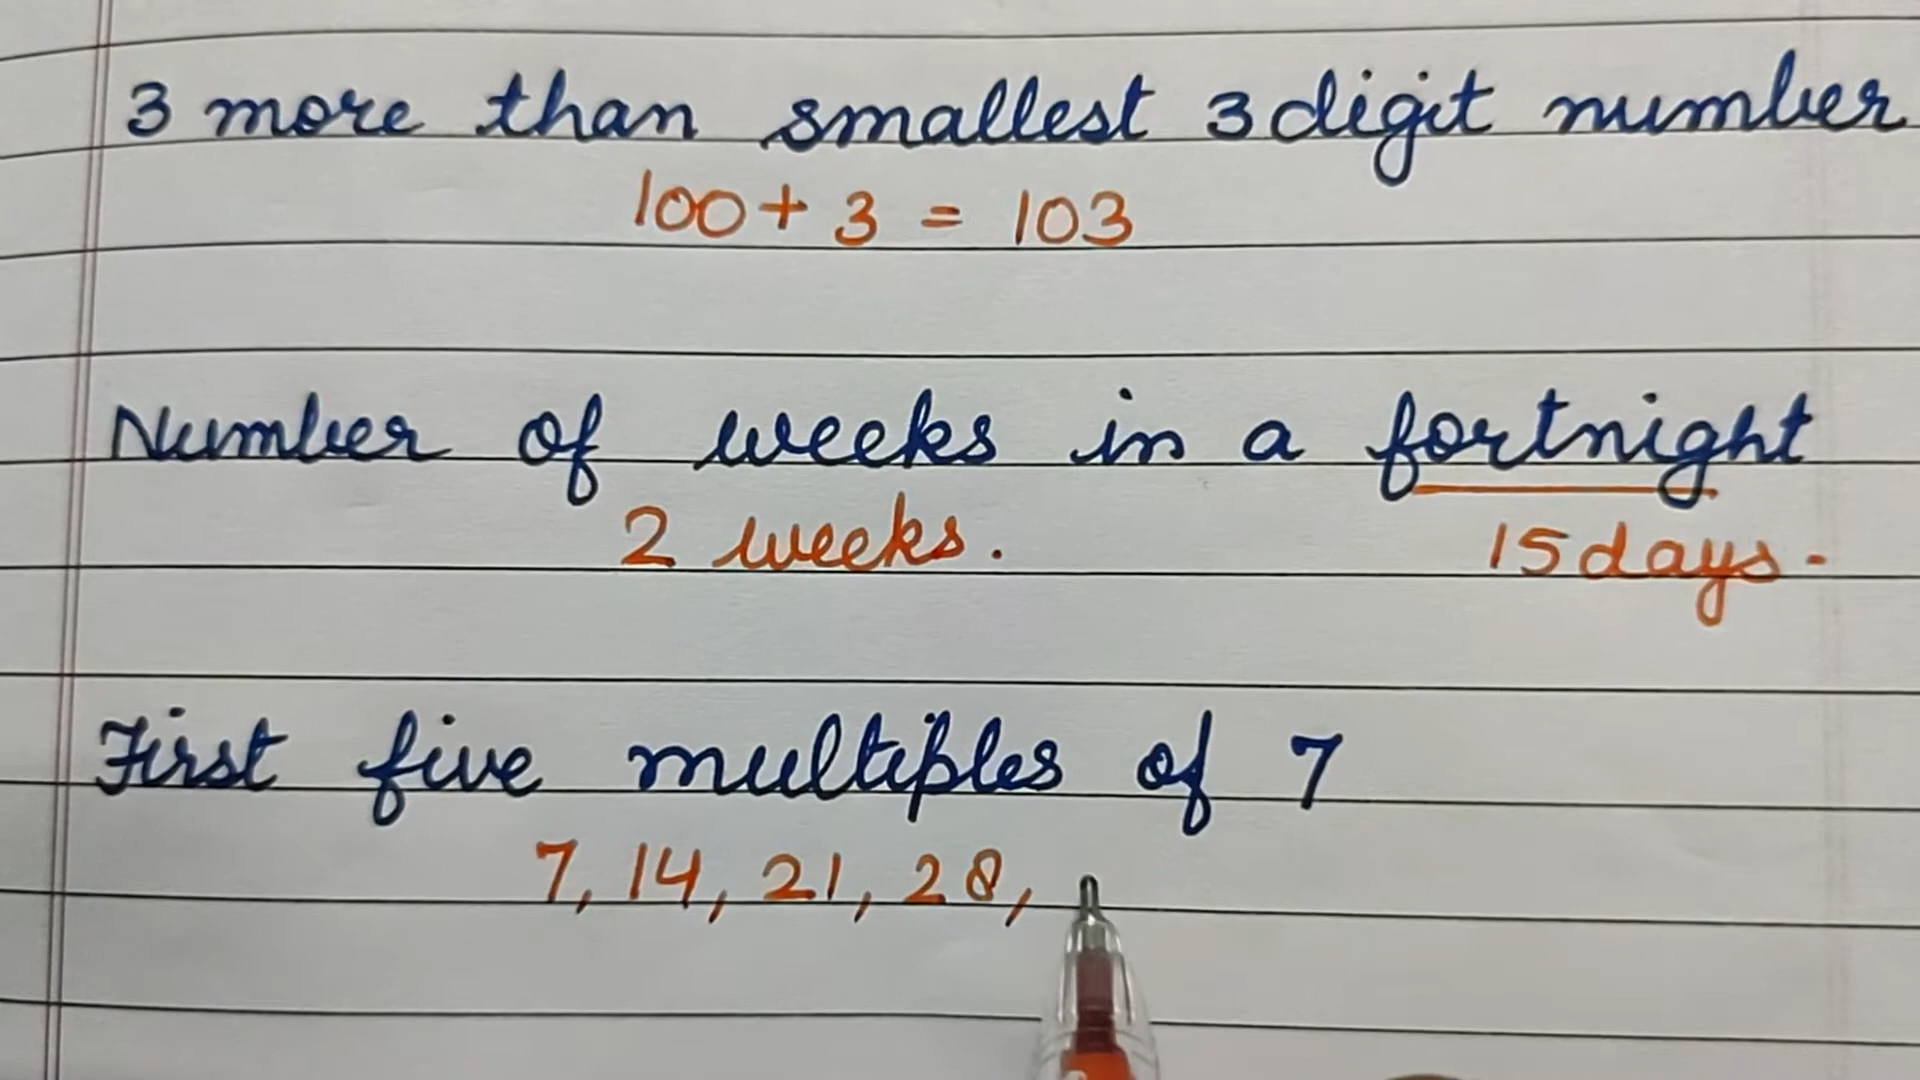 3 more than smallest 3 digit number
100 + 3 = 103
Number of weeks in a fortnight
2 weeks. 15 days.
First five multiples of 7
7, 14, 21, 28,